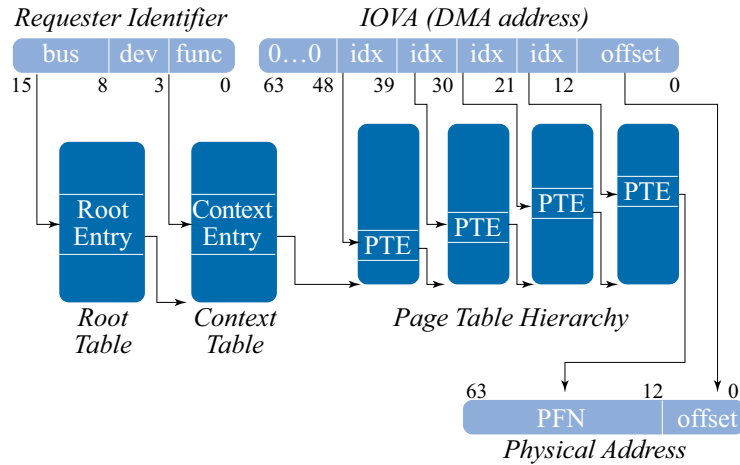 Requester Identifier
IOVA (DMA address)
bus dev func
0...0 idx idx idx idx offset
15 8 3 0
63 48 39 30 21 12 0
Root
Entry
Context
Entry
PTE
PTE
PTE
PTE
Root
Table
Context
Table
Page Table Hierarchy
63 12 0
PFN offset
Physical Address